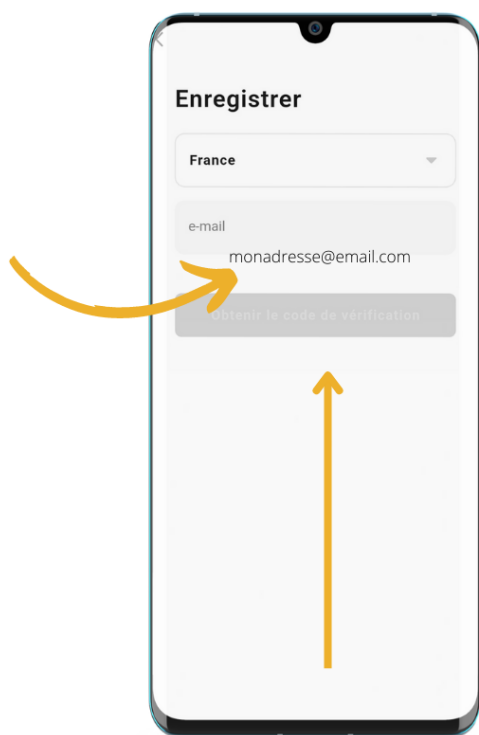 Enregistrer
France
e-mail
monadresse@email.com
Obtenir le code de vérification